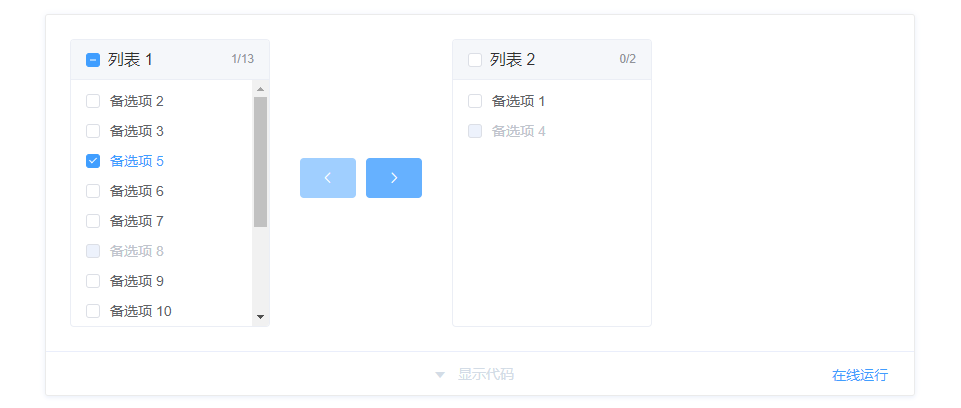 列表 1 1/13
备选项 2
备选项 3
备选项 5
备选项 6
备选项 7
备选项 8
备选项 9
备选项 10
列表 2 0/2
备选项 1
备选项 4
显示代码
在线运行